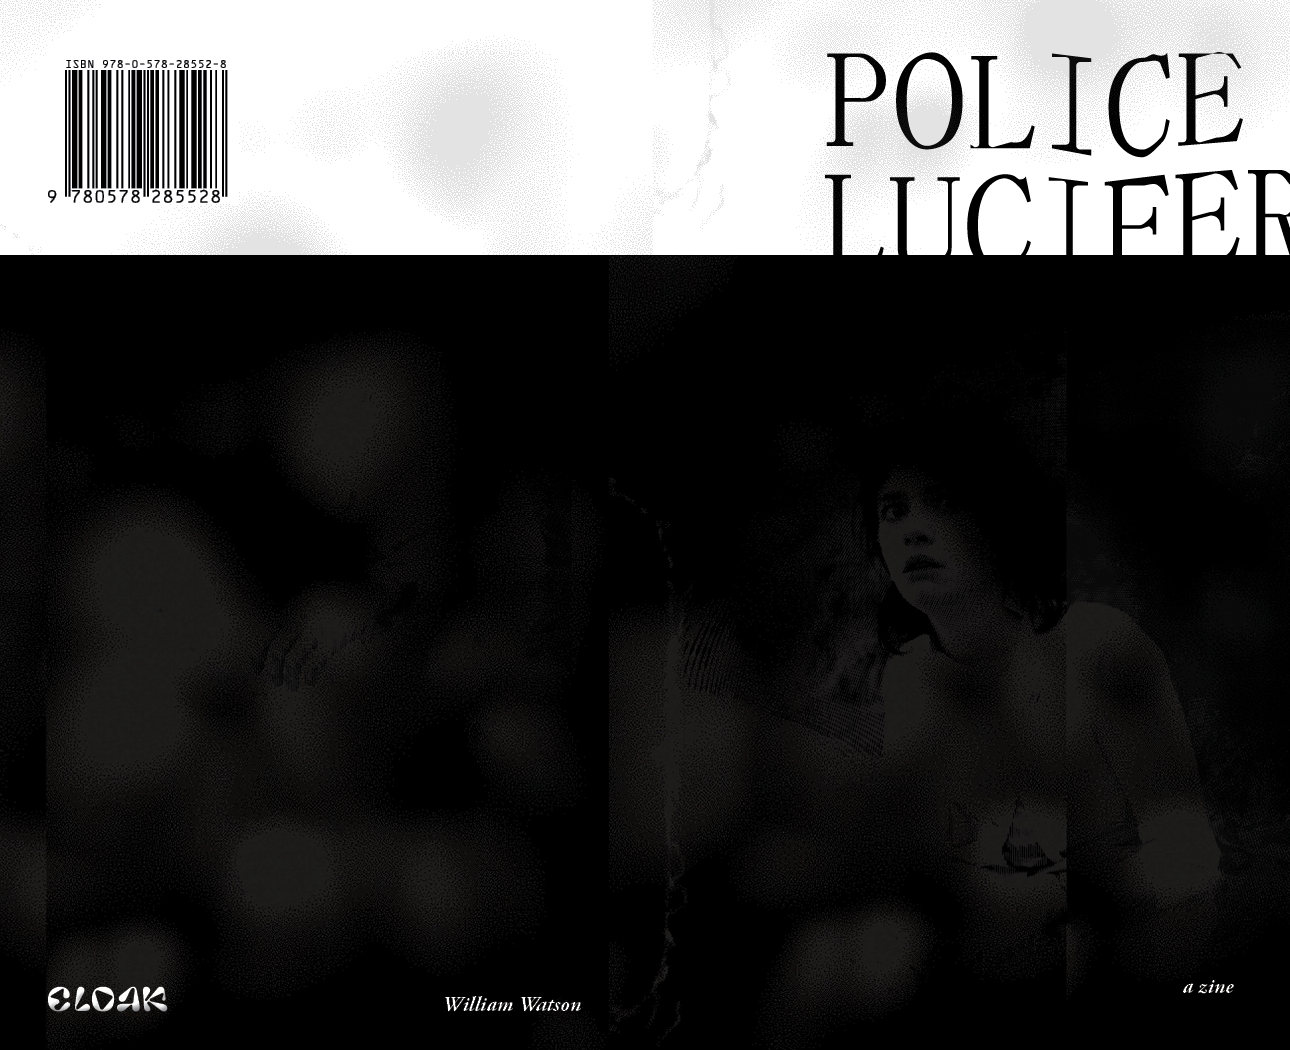 ISBN 978-0-578-28552-8
9 780578 285528
POLICE
LUCIFER
CLOAK
William Watson
a zine